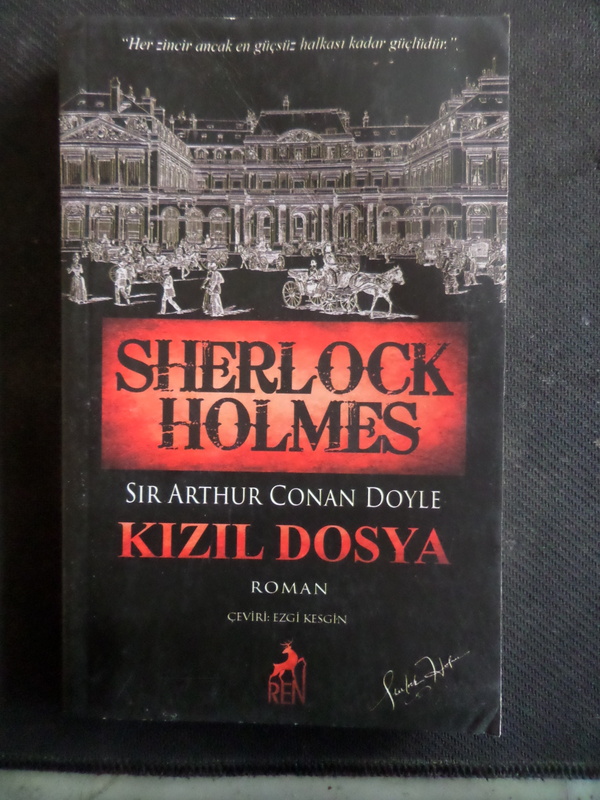 "Her zincir ancak en güçsüz halkası kadar güçlüdür.".
SHERLOCK
HOLMES
SIR ARTHUR CONAN DOYLE
KIZIL DOSYA
ROMAN
ÇEVİRİ: EZGİ KESGİN
REN